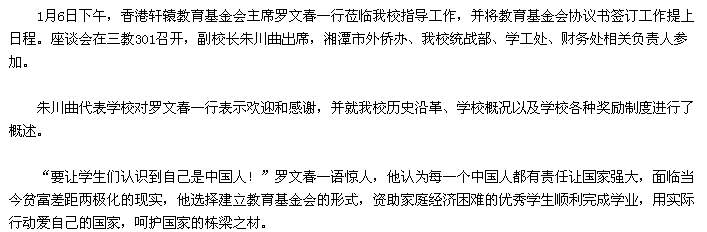 1月6日下午，香港轩辕教育基金会主席罗文春一行莅临我校指导工作，并将教育基金会协议书签订工作提上
日程。座谈会在三教301召开，副校长朱川曲出席，湘潭市外侨办、我校统战部、学工处、财务处相关负责人参
加。
朱川曲代表学校对罗文春一行表示欢迎和感谢，并就我校历史沿革、学校概况以及学校各种奖励制度进行了
概述。
“要让学生们认识到自己是中国人！”罗文春一语惊人，他认为每一个中国人都有责任让国家强大，面临当
今贫富差距两极化的现实，他选择建立教育基金会的形式，资助家庭经济困难的优秀学生顺利完成学业，用实际
行动爱自己的国家，呵护国家的栋梁之材。